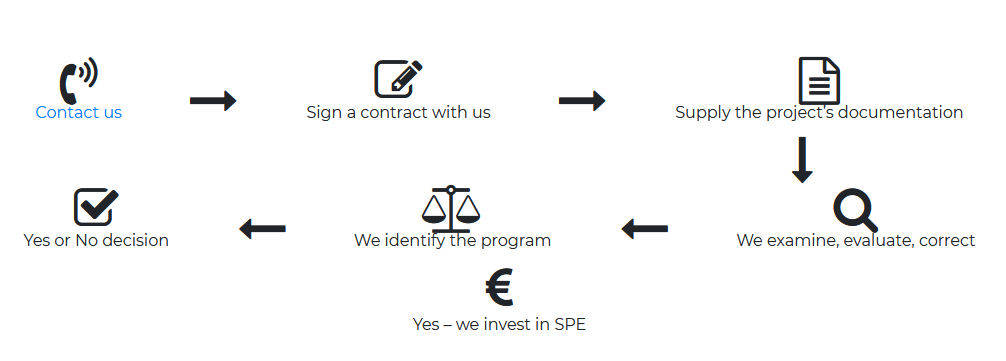 Contact us
Sign a contract with us
Supply the project's documentation
Yes or No decision
We identify the program
We examine, evaluate, correct
€
Yes – we invest in SPE